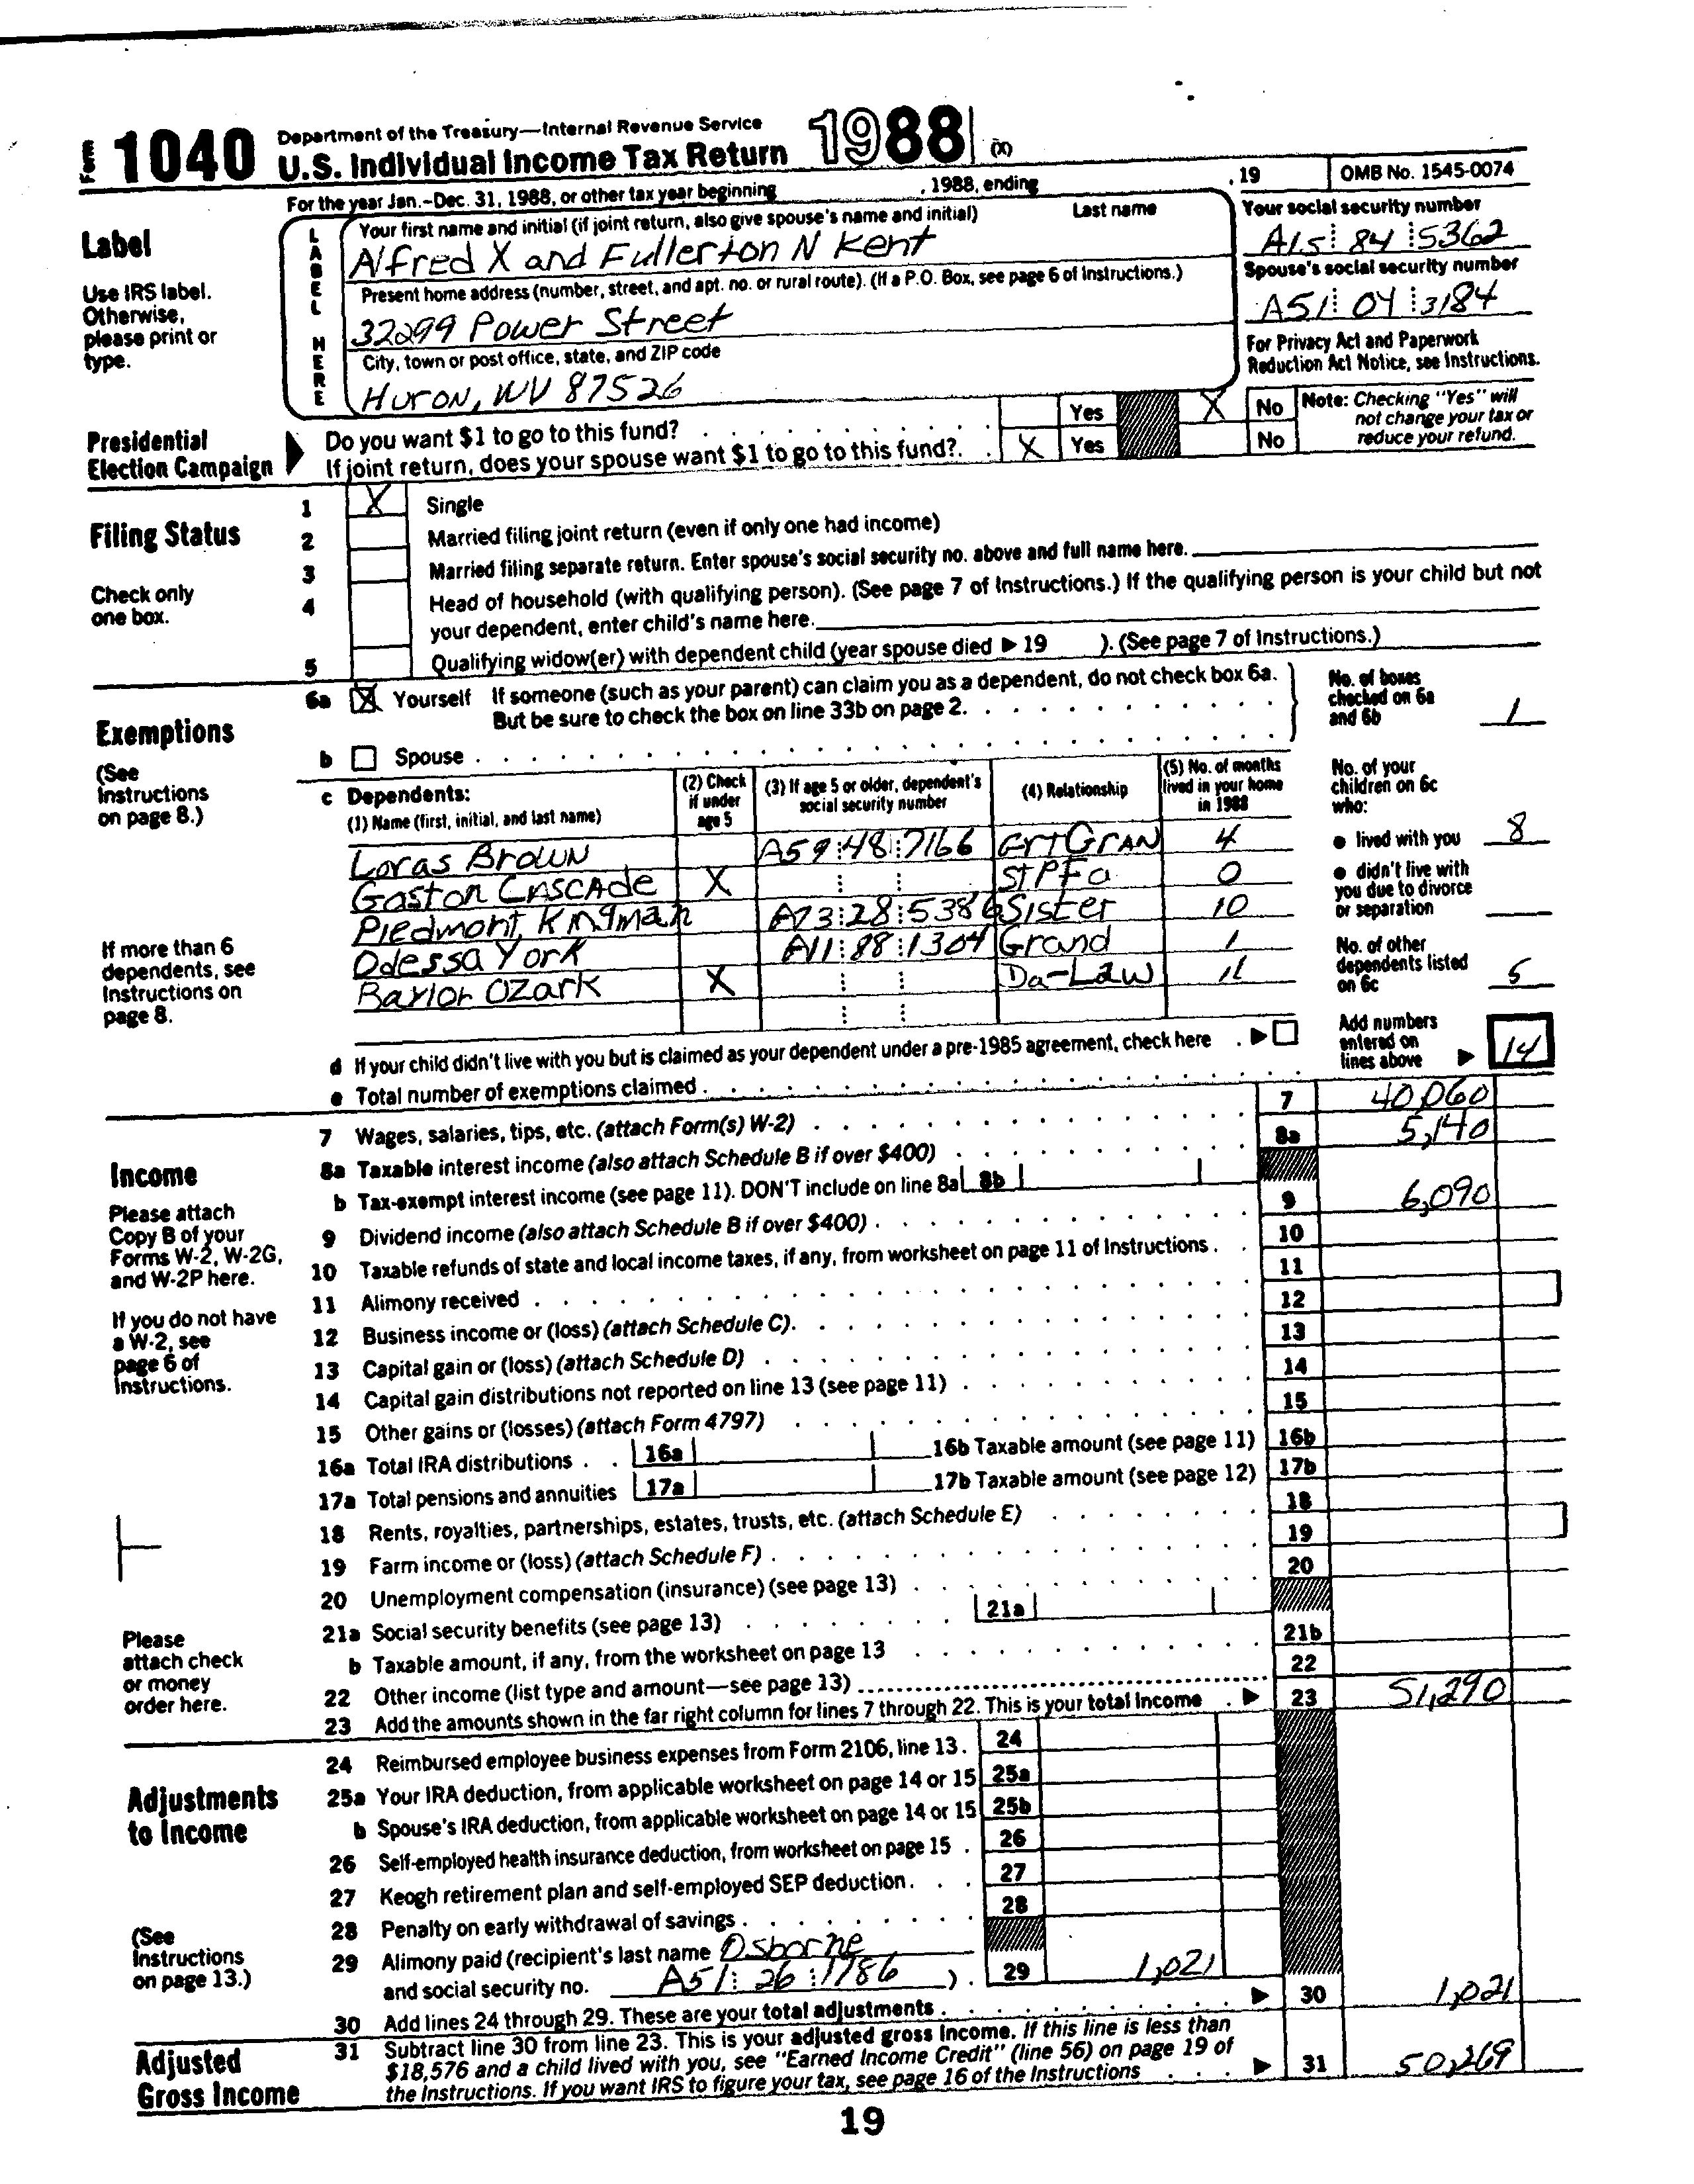 Form 1040 Department of the Treasury—Internal Revenue Service
U.S. Individual Income Tax Return 1988 (X)
For the year Jan.–Dec. 31, 1988, or other tax year beginning , 1988, ending , 19 OMB No. 1545-0074
Label
Use IRS label.
Otherwise,
please print or
type.
LABEL HERE
Your first name and initial (if joint return, also give spouse's name and initial) Last name
Alfred X and Fullerton N Kent
Your social security number
A15 84 5362
Present home address (number, street, and apt. no. or rural route). (If a P.O. Box, see page 6 of Instructions.)
32299 Power Street
Spouse's social security number
A51 04 3184
City, town or post office, state, and ZIP code
Huron, WV 87526
For Privacy Act and Paperwork
Reduction Act Notice, see Instructions.
Presidential
Election Campaign
Do you want $1 to go to this fund? Yes X No
If joint return, does your spouse want $1 to go to this fund? X Yes No
Note: Checking "Yes" will
not change your tax or
reduce your refund.
Filing Status
Check only
one box.
1 X Single
2 Married filing joint return (even if only one had income)
3 Married filing separate return. Enter spouse's social security no. above and full name here.
4 Head of household (with qualifying person). (See page 7 of Instructions.) If the qualifying person is your child but not
your dependent, enter child's name here.
5 Qualifying widow(er) with dependent child (year spouse died ▶ 19 ). (See page 7 of Instructions.)
Exemptions
(See
Instructions
on page 8.)
If more than 6
dependents, see
Instructions on
page 8.
6a X Yourself If someone (such as your parent) can claim you as a dependent, do not check box 6a.
But be sure to check the box on line 33b on page 2.
b Spouse
No. of boxes
checked on 6a
and 6b 1
c Dependents:
(1) Name (first, initial, and last name)
(2) Check
if under
age 5
(3) If age 5 or older, dependent's
social security number
(4) Relationship
(5) No. of months
lived in your home
in 1988
Loras Brown A59 48 7166 GrtGran 4
Gaston Cascade X StPFa 0
Piedmont Kingman A73 28 5386 Sister 10
Odessa York A11 88 1304 Grand 1
Baylor Ozark X Da-Law 11
No. of your
children on 6c
who:
● lived with you 8
● didn't live with
you due to divorce
or separation
No. of other
dependents listed
on 6c 5
d If your child didn't live with you but is claimed as your dependent under a pre-1985 agreement, check here ▶
e Total number of exemptions claimed
Add numbers
entered on
lines above ▶ 14
Income
Please attach
Copy B of your
Forms W-2, W-2G,
and W-2P here.
If you do not have
a W-2, see
page 6 of
Instructions.
Please
attach check
or money
order here.
7 Wages, salaries, tips, etc. (attach Form(s) W-2) 7 40,060
8a Taxable interest income (also attach Schedule B if over $400) 8a 5,140
b Tax-exempt interest income (see page 11). DON'T include on line 8a 8b
9 Dividend income (also attach Schedule B if over $400) 9 6,090
10 Taxable refunds of state and local income taxes, if any, from worksheet on page 11 of Instructions 10
11 Alimony received 11
12 Business income or (loss) (attach Schedule C) 12
13 Capital gain or (loss) (attach Schedule D) 13
14 Capital gain distributions not reported on line 13 (see page 11) 14
15 Other gains or (losses) (attach Form 4797) 15
16a Total IRA distributions 16a 16b Taxable amount (see page 11) 16b
17a Total pensions and annuities 17a 17b Taxable amount (see page 12) 17b
18 Rents, royalties, partnerships, estates, trusts, etc. (attach Schedule E) 18
19 Farm income or (loss) (attach Schedule F) 19
20 Unemployment compensation (insurance) (see page 13) 20
21a Social security benefits (see page 13) 21a
b Taxable amount, if any, from the worksheet on page 13 21b
22 Other income (list type and amount—see page 13) 22
23 Add the amounts shown in the far right column for lines 7 through 22. This is your total income ▶ 23 51,290
Adjustments
to Income
(See
Instructions
on page 13.)
24 Reimbursed employee business expenses from Form 2106, line 13 24
25a Your IRA deduction, from applicable worksheet on page 14 or 15 25a
b Spouse's IRA deduction, from applicable worksheet on page 14 or 15 25b
26 Self-employed health insurance deduction, from worksheet on page 15 26
27 Keogh retirement plan and self-employed SEP deduction 27
28 Penalty on early withdrawal of savings 28
29 Alimony paid (recipient's last name Osborne
and social security no. A51 26 1786 ) 29 1,021
30 Add lines 24 through 29. These are your total adjustments ▶ 30 1,021
Adjusted
Gross Income
31 Subtract line 30 from line 23. This is your adjusted gross income. If this line is less than
$18,576 and a child lived with you, see "Earned Income Credit" (line 56) on page 19 of
the Instructions. If you want IRS to figure your tax, see page 16 of the Instructions ▶ 31 50,269
19